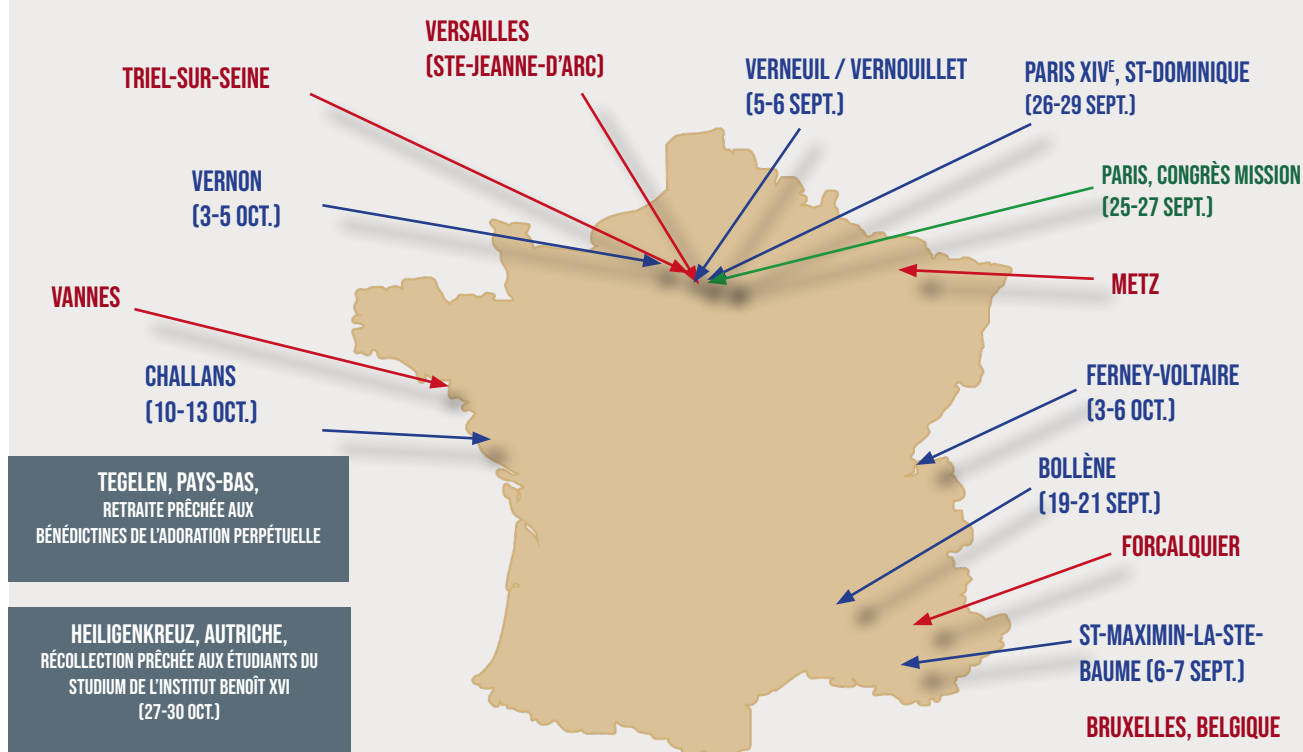 VERSAILLES
(STE-JEANNE-D'ARC)
TRIEL-SUR-SEINE
VERNEUIL / VERNOUILLET
(5-6 SEPT.)
PARIS XIVE, ST-DOMINIQUE
(26-29 SEPT.)
VERNON
(3-5 OCT.)
PARIS, CONGRÈS MISSION
(25-27 SEPT.)
VANNES
METZ
CHALLANS
(10-13 OCT.)
FERNEY-VOLTAIRE
(3-6 OCT.)
BOLLÈNE
(19-21 SEPT.)
TEGELEN, PAYS-BAS,
RETRAITE PRÊCHÉE AUX
BÉNÉDICTINES DE L'ADORATION PERPÉTUELLE
FORCALQUIER
HEILIGENKREUZ, AUTRICHE,
RÉCOLLECTION PRÊCHÉE AUX ÉTUDIANTS DU
STUDIUM DE L'INSTITUT BENOÎT XVI
(27-30 OCT.)
ST-MAXIMIN-LA-STE-
BAUME (6-7 SEPT.)
BRUXELLES, BELGIQUE